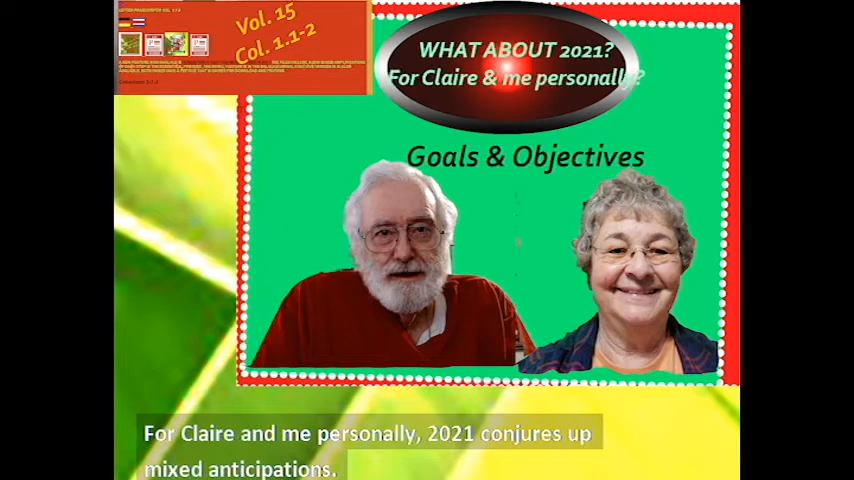 Vol. 15
Col. 1.1-2
WHAT ABOUT 2021?
For Claire & me personally?
Goals & Objectives
For Claire and me personally, 2021 conjures up
mixed anticipations.